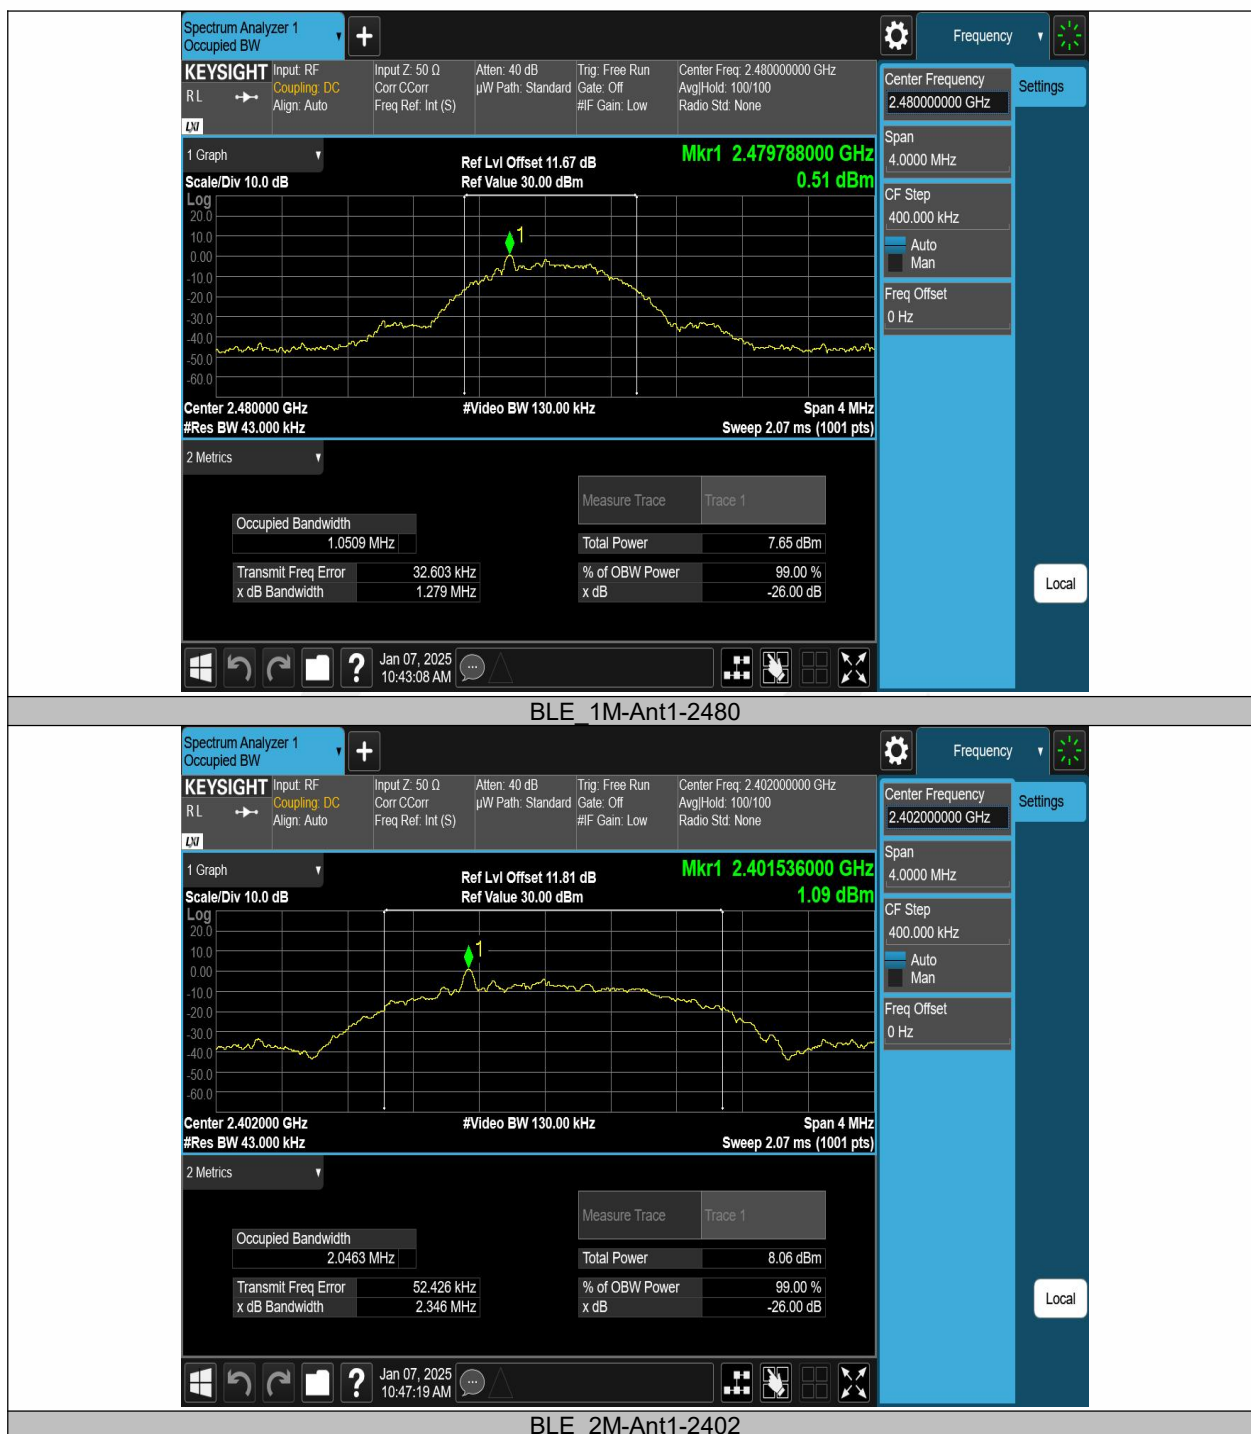 Spectrum Analyzer 1
Occupied BW
Frequency
KEYSIGHT
RL
LXI
Input: RF
Coupling: DC
Align: Auto
Input Z: 50 Ω
Corr CCorr
Freq Ref: Int (S)
Atten: 40 dB
µW Path: Standard
Trig: Free Run
Gate: Off
#IF Gain: Low
Center Freq: 2.480000000 GHz
Avg|Hold: 100/100
Radio Std: None
Center Frequency
2.480000000 GHz
Settings
Span
4.0000 MHz
CF Step
400.000 kHz
Auto
Man
Freq Offset
0 Hz
Local
1 Graph
Scale/Div 10.0 dB
Ref Lvl Offset 11.67 dB
Ref Value 30.00 dBm
Mkr1 2.479788000 GHz
0.51 dBm
Log
20.0
10.0
0.00
-10.0
-20.0
-30.0
-40.0
-50.0
-60.0
1
Center 2.480000 GHz
#Res BW 43.000 kHz
#Video BW 130.00 kHz
Span 4 MHz
Sweep 2.07 ms (1001 pts)
2 Metrics
Measure Trace Trace 1
Occupied Bandwidth
1.0509 MHz
Total Power 7.65 dBm
Transmit Freq Error 32.603 kHz
% of OBW Power 99.00 %
x dB Bandwidth 1.279 MHz
x dB -26.00 dB
?
Jan 07, 2025
10:43:08 AM
BLE_1M-Ant1-2480
Spectrum Analyzer 1
Occupied BW
Frequency
KEYSIGHT
RL
LXI
Input: RF
Coupling: DC
Align: Auto
Input Z: 50 Ω
Corr CCorr
Freq Ref: Int (S)
Atten: 40 dB
µW Path: Standard
Trig: Free Run
Gate: Off
#IF Gain: Low
Center Freq: 2.402000000 GHz
Avg|Hold: 100/100
Radio Std: None
Center Frequency
2.402000000 GHz
Settings
Span
4.0000 MHz
CF Step
400.000 kHz
Auto
Man
Freq Offset
0 Hz
Local
1 Graph
Scale/Div 10.0 dB
Ref Lvl Offset 11.81 dB
Ref Value 30.00 dBm
Mkr1 2.401536000 GHz
1.09 dBm
Log
20.0
10.0
0.00
-10.0
-20.0
-30.0
-40.0
-50.0
-60.0
1
Center 2.402000 GHz
#Res BW 43.000 kHz
#Video BW 130.00 kHz
Span 4 MHz
Sweep 2.07 ms (1001 pts)
2 Metrics
Measure Trace Trace 1
Occupied Bandwidth
2.0463 MHz
Total Power 8.06 dBm
Transmit Freq Error 52.426 kHz
% of OBW Power 99.00 %
x dB Bandwidth 2.346 MHz
x dB -26.00 dB
?
Jan 07, 2025
10:47:19 AM
BLE_2M-Ant1-2402